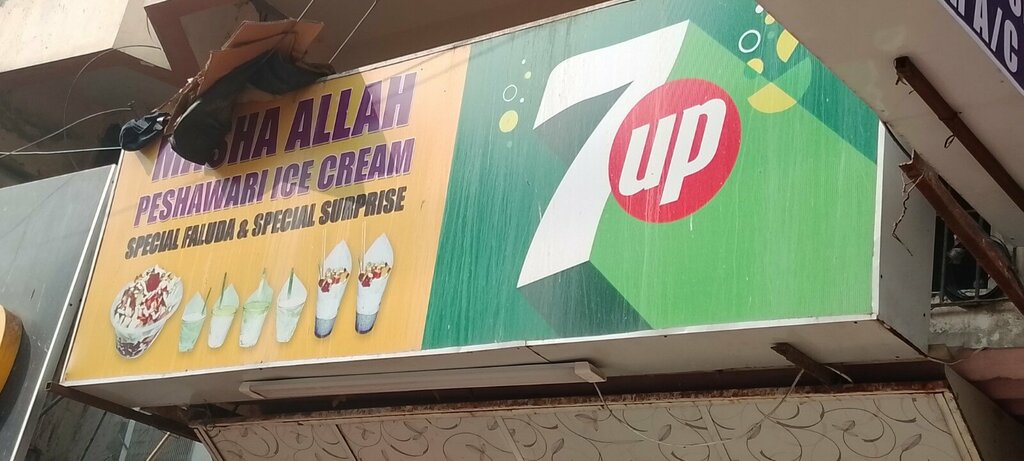 ALLAH
PESHAWARI ICE CREAM
SPECIAL FALUDA & SPECIAL SURPRISE
7up
A/C